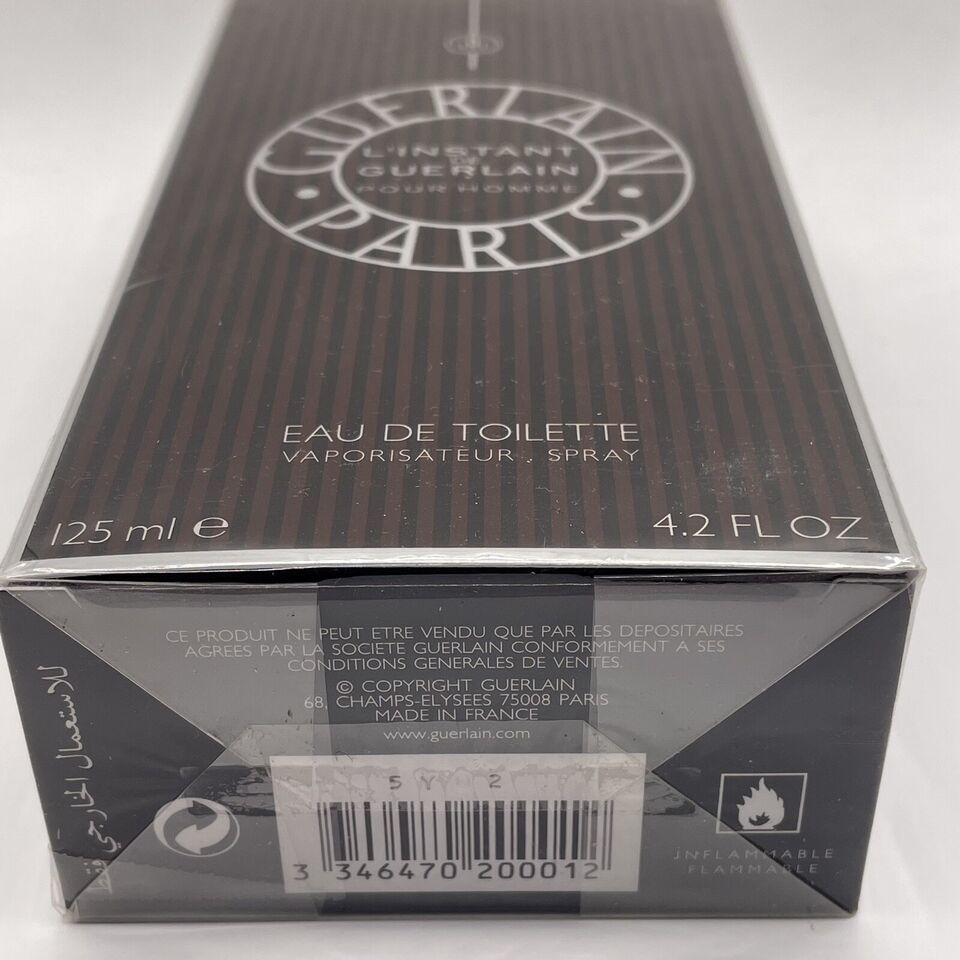 GUERLAIN
L'INSTANT
DE
GUERLAIN
POUR HOMME
• PARIS •
EAU DE TOILETTE
VAPORISATEUR . SPRAY
125 ml e
4.2 FL OZ
CE PRODUIT NE PEUT ETRE VENDU QUE PAR LES DEPOSITAIRES
AGREES PAR LA SOCIETE GUERLAIN CONFORMEMENT A SES
CONDITIONS GENERALES DE VENTES.
© COPYRIGHT GUERLAIN
68, CHAMPS-ELYSEES 75008 PARIS
MADE IN FRANCE
www.guerlain.com
للاستعمال الخارجي فقط
5 Y 2
3 346470 200012
INFLAMMABLE
FLAMMABLE